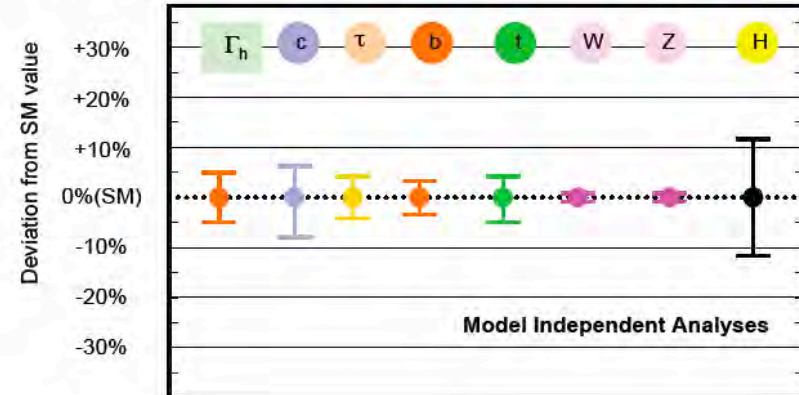 Deviation from SM value
+30%
+20%
+10%
0%(SM)
-10%
-20%
-30%
Γh c τ b t W Z H
Model Independent Analyses